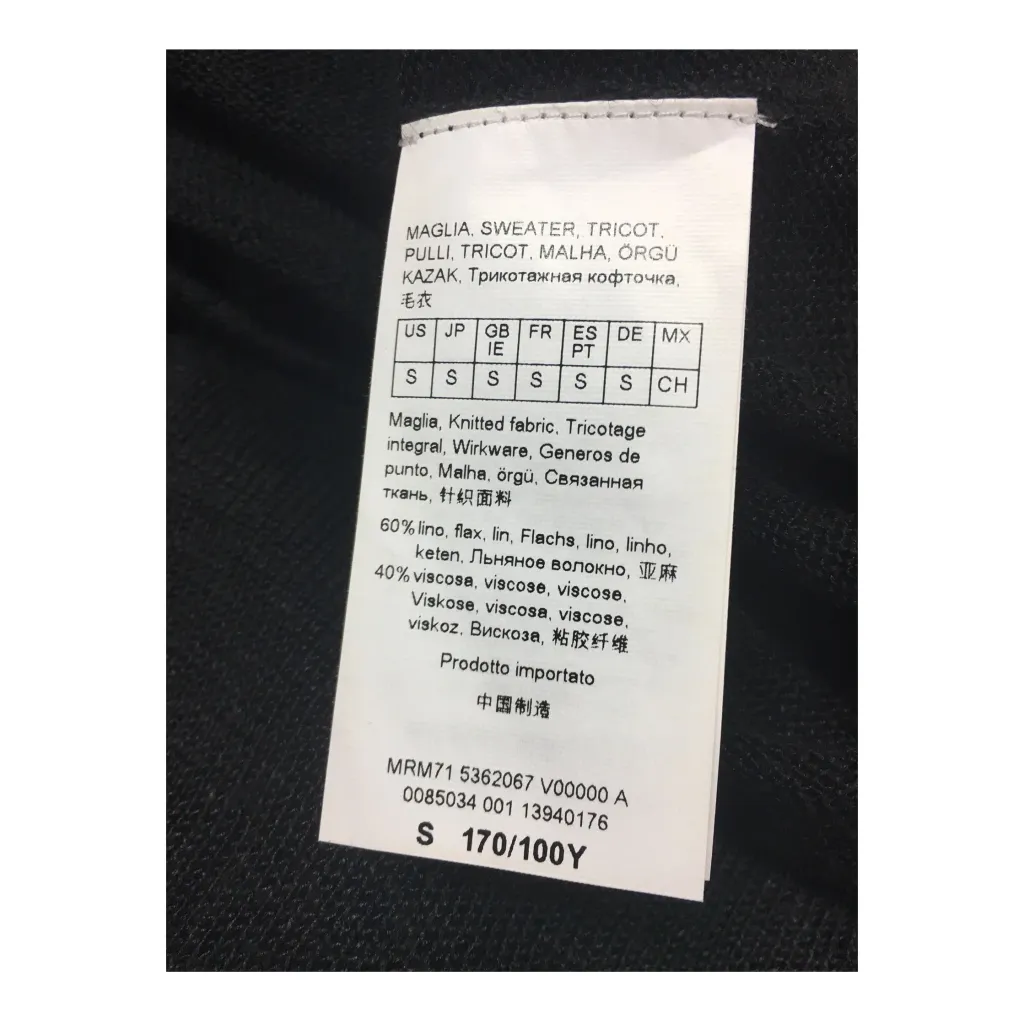 MAGLIA, SWEATER, TRICOT,
PULLI, TRICOT, MALHA, ÖRGÜ
KAZAK, Трикотажная кофточка,
毛衣
US JP GB IE FR ES PT DE MX
S S S S S S CH
Maglia, Knitted fabric, Tricotage
integral, Wirkware, Generos de
punto, Malha, örgü, Связанная
ткань, 针织面料
60% lino, flax, lin, Flachs, lino, linho,
keten, Льняное волокно, 亚麻
40% viscosa, viscose, viscose,
Viskose, viscosa, viscose,
viskoz, Вискоза, 粘胶纤维
Prodotto importato
中国制造
MRM71 5362067 V00000 A
0085034 001 13940176
S 170/100Y